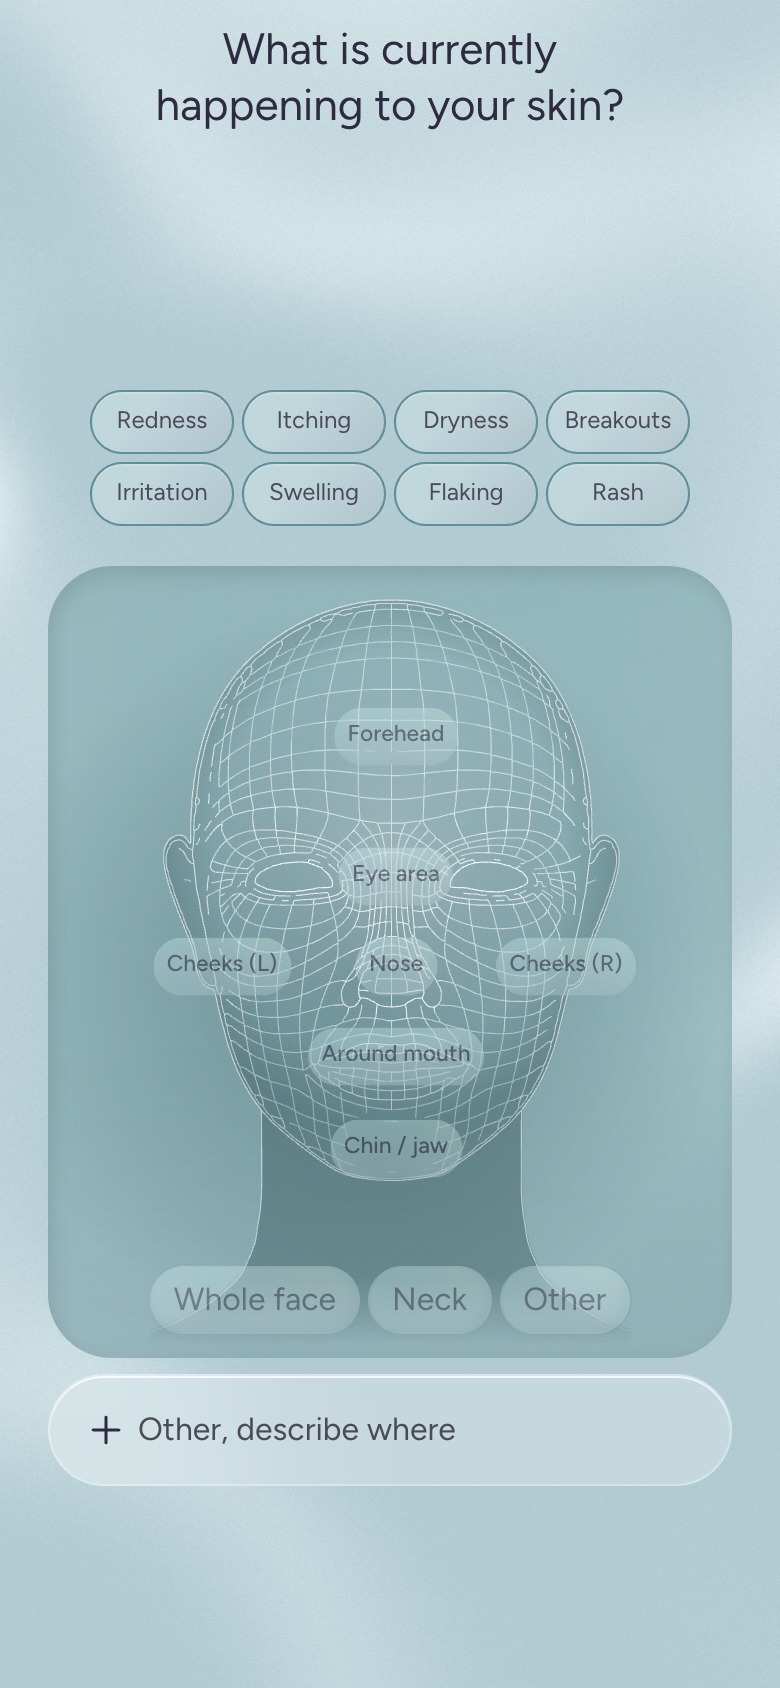 What is currently
happening to your skin?
Redness
Itching
Dryness
Breakouts
Irritation
Swelling
Flaking
Rash
Forehead
Eye area
Cheeks (L)
Nose
Cheeks (R)
Around mouth
Chin / jaw
Whole face
Neck
Other
Other, describe where